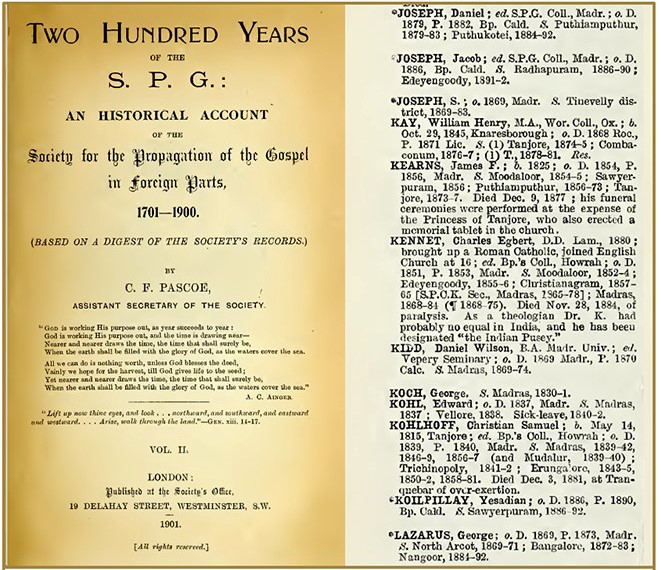 TWO HUNDRED YEARS
OF THE
S. P. G.:
AN HISTORICAL ACCOUNT
OF THE
Society for the Propagation of the Gospel
in Foreign Parts,
1701—1900.
(BASED ON A DIGEST OF THE SOCIETY'S RECORDS.)
BY
C. F. PASCOE,
ASSISTANT SECRETARY OF THE SOCIETY.
"God is working His purpose out, as year succeeds to year:
God is working His purpose out, and the time is drawing near—
Nearer and nearer draws the time, the time that shall surely be,
When the earth shall be filled with the glory of God, as the waters cover the sea.
All we can do is nothing worth, unless God blesses the deed,
Vainly we hope for the harvest, till God gives life to the seed;
Yet nearer and nearer draws the time, the time that shall surely be,
When the earth shall be filled with the glory of God, as the waters cover the sea."
A. C. AINGER.
"Lift up now thine eyes, and look . . . northward, and southward, and eastward
and westward. . . . Arise, walk through the land."—GEN. xiii. 14-17.
VOL. II.
LONDON:
Published at the Society's Office,
19 DELAHAY STREET, WESTMINSTER, S.W.
1901.
[All rights reserved.]
*JOSEPH, Daniel; ed. S.P.G. Coll., Madr.; o. D.
1879, P. 1882, Bp. Cald. S. Puthiamputhur,
1879-83; Puthukotei, 1884-92.
*JOSEPH, Jacob; ed. S.P.G. Coll., Madr.; o. D.
1886, Bp. Cald. S. Radhapuram, 1886-90;
Edeyengoody, 1891-2.
*JOSEPH, S.; o. 1869, Madr. S. Tinevelly dis-
trict, 1869-83.
KAY, William Henry, M.A., Wor. Coll., Ox.; b.
Oct. 29, 1845, Knaresborough; o. D. 1868 Roc.,
P. 1871 Lic. S. (1) Tanjore, 1874-5; Comba-
conum, 1876-7; (1) T., 1878-81. Res.
KEARNS, James F.; b. 1825; o. D. 1854, P.
1856, Madr. S. Moodaloor, 1854-5; Sawyer-
puram, 1856; Puthiamputhur, 1856-73; Tan-
jore, 1873-7. Died Dec. 9, 1877; his funeral
ceremonies were performed at the expense of
the Princess of Tanjore, who also erected a
memorial tablet in the church.
KENNET, Charles Egbert, D.D. Lam., 1880;
brought up a Roman Catholic, joined English
Church at 16; ed. Bp.'s Coll., Howrah; o. D.
1851, P. 1853, Madr. S. Moodaloor, 1852-4;
Edeyengoody, 1855-6; Christianagram, 1857-
65 [S.P.C.K. Sec., Madras, 1865-78]; Madras,
1868-84 (¶ 1868-75). Died Nov. 28, 1884, of
paralysis. As a theologian Dr. K. had
probably no equal in India, and he has been
designated "the Indian Pusey."
KIDD, Daniel Wilson, B.A. Madr. Univ.; ed.
Vepery Seminary; o. D. 1869 Madr., P. 1870
Calc. S. Madras, 1869-74.
KOCH, George. S. Madras, 1830-1.
KOHL, Edward; o. D. 1837, Madr. S. Madras,
1837; Vellore, 1838. Sick-leave, 1840-2.
KOHLHOFF, Christian Samuel; b. May 14,
1815, Tanjore; ed. Bp.'s Coll., Howrah; o. D.
1839, P. 1840, Madr. S. Madras, 1839-42,
1846-9, 1856-7 (and Mudalur, 1839-40);
Trichinopoly, 1841-2; Erungalore, 1843-5,
1850-2, 1858-81. Died Dec. 3, 1881, at Tran-
quebar of over-exertion.
*KOILPILLAY, Yesadian; o. D. 1886, P. 1890,
Bp. Cald. S. Sawyerpuram, 1886-92.
*LAZARUS, George; o. D. 1869, P. 1873, Madr.
S. North Arcot, 1869-71; Bangalore, 1872-83;
Nangoor, 1884-92.